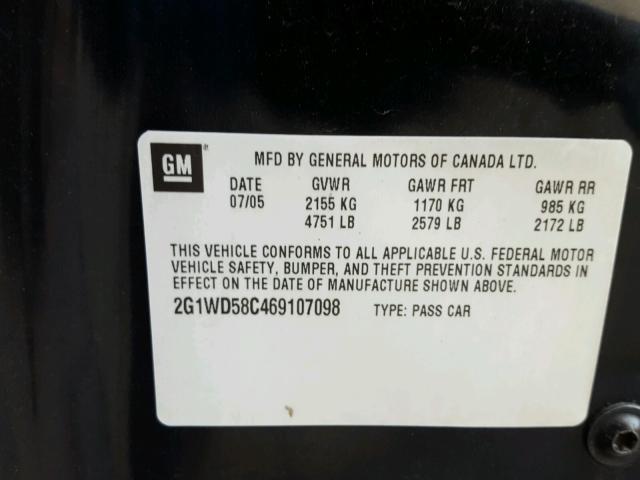 GM ®
MFD BY GENERAL MOTORS OF CANADA LTD.
DATE GVWR GAWR FRT GAWR RR
07/05 2155 KG 1170 KG 985 KG
4751 LB 2579 LB 2172 LB
THIS VEHICLE CONFORMS TO ALL APPLICABLE U.S. FEDERAL MOTOR
VEHICLE SAFETY, BUMPER, AND THEFT PREVENTION STANDARDS IN
EFFECT ON THE DATE OF MANUFACTURE SHOWN ABOVE.
2G1WD58C469107098 TYPE: PASS CAR